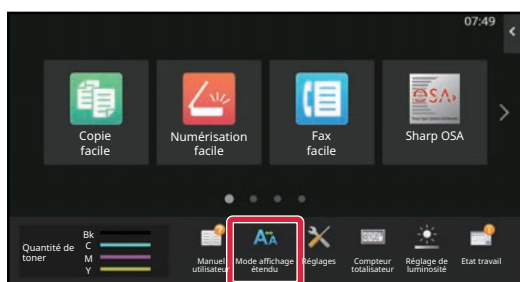 07:49
Copie
facile
Numérisation
facile
Fax
facile
OSA
Sharp OSA
Quantité de
toner
Bk
C
M
Y
Manuel
utilisateur
Mode affichage
étendu
Réglages
Compteur
totalisateur
Réglage de
luminosité
Etat travail